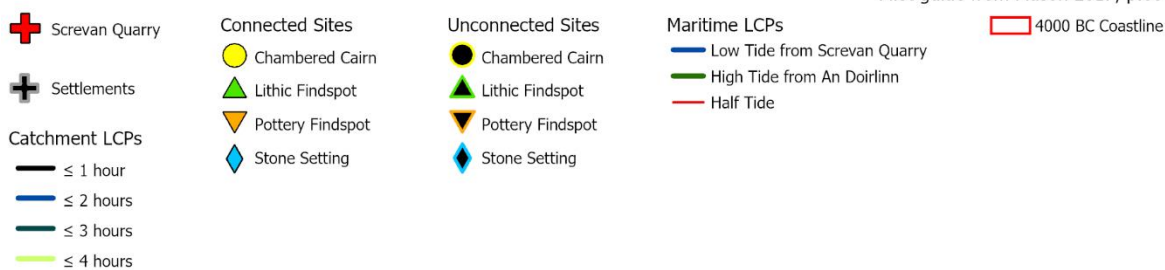 Screvan Quarry
Settlements
Catchment LCPs
≤ 1 hour
≤ 2 hours
≤ 3 hours
≤ 4 hours
Connected Sites
Chambered Cairn
Lithic Findspot
Pottery Findspot
Stone Setting
Unconnected Sites
Chambered Cairn
Lithic Findspot
Pottery Findspot
Stone Setting
Maritime LCPs
Low Tide from Screvan Quarry
High Tide from An Doirlinn
Half Tide
4000 BC Coastline